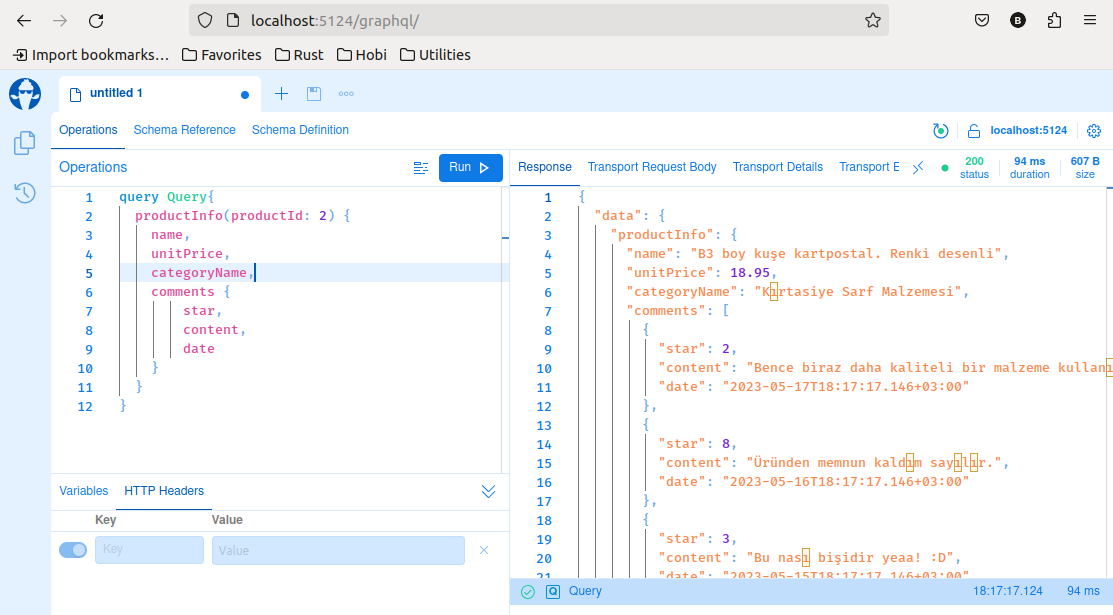 localhost:5124/graphql/
B
Import bookmarks...
Favorites
Rust
Hobi
Utilities
untitled 1
Operations Schema Reference Schema Definition
localhost:5124
Operations
Run
1 query Query{
2 productInfo(productId: 2) {
3 name,
4 unitPrice,
5 categoryName,
6 comments {
7 star,
8 content,
9 date
10 }
11 }
12 }
Variables HTTP Headers
Key Value
Key Value
Response Transport Request Body Transport Details Transport E
200 status
94 ms duration
607 B size
1 {
2 "data": {
3 "productInfo": {
4 "name": "B3 boy kuşe kartpostal. Renki desenli",
5 "unitPrice": 18.95,
6 "categoryName": "Kırtasiye Sarf Malzemesi",
7 "comments": [
8 {
9 "star": 2,
10 "content": "Bence biraz daha kaliteli bir malzeme kullanı
11 "date": "2023-05-17T18:17:17.146+03:00"
12 },
13 {
14 "star": 8,
15 "content": "Üründen memnun kaldım sayılır.",
16 "date": "2023-05-16T18:17:17.146+03:00"
17 },
18 {
19 "star": 3,
20 "content": "Bu nası bişidir yeaa! :D",
21 "date": "2023-05-15T18:17:17.146+03:00"
Query
18:17:17.124
94 ms